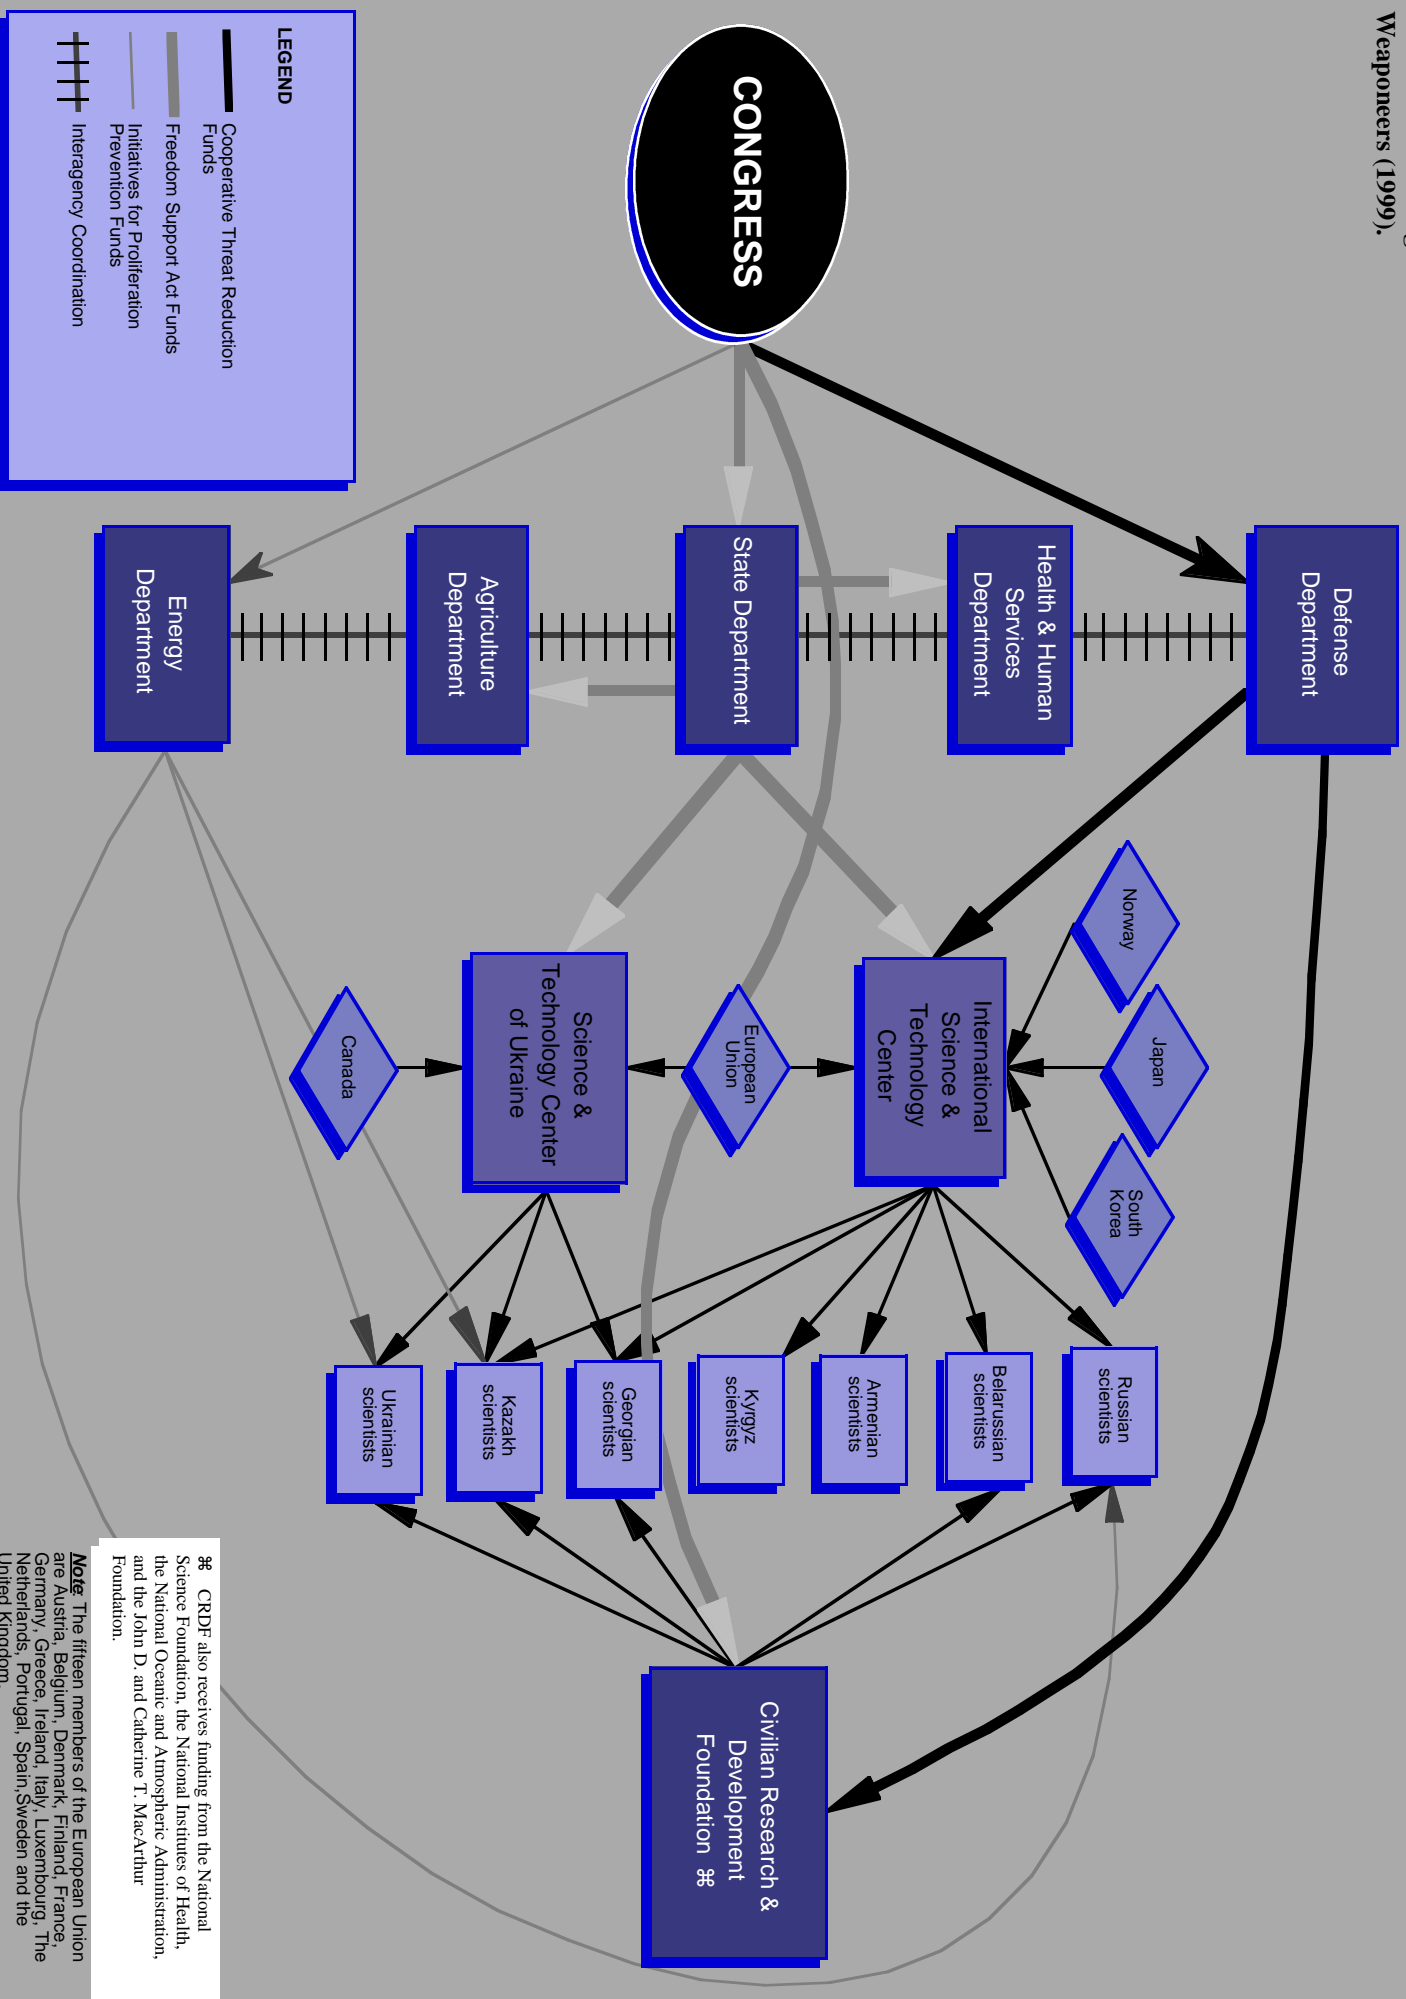 Weaponeers (1999).
CONGRESS
Defense
Department
Health & Human
Services
Department
State Department
Agriculture
Department
Energy
Department
Norway
Japan
South
Korea
International
Science &
Technology
Center
European
Union
Science &
Technology Center
of Ukraine
Canada
Russian
scientists
Belarussian
scientists
Armenian
scientists
Kyrgyz
scientists
Georgian
scientists
Kazakh
scientists
Ukrainian
scientists
Civilian Research &
Development
Foundation ⌘
LEGEND
Cooperative Threat Reduction
Funds
Freedom Support Act Funds
Initiatives for Proliferation
Prevention Funds
Interagency Coordination
⌘ CRDF also receives funding from the National
Science Foundation, the National Institutes of Health,
the National Oceanic and Atmospheric Administration,
and the John D. and Catherine T. MacArthur
Foundation.
Note: The fifteen members of the European Union
are Austria, Belgium, Denmark, Finland, France,
Germany, Greece, Ireland, Italy, Luxembourg, The
Netherlands, Portugal, Spain,Sweden and the
United Kingdom.